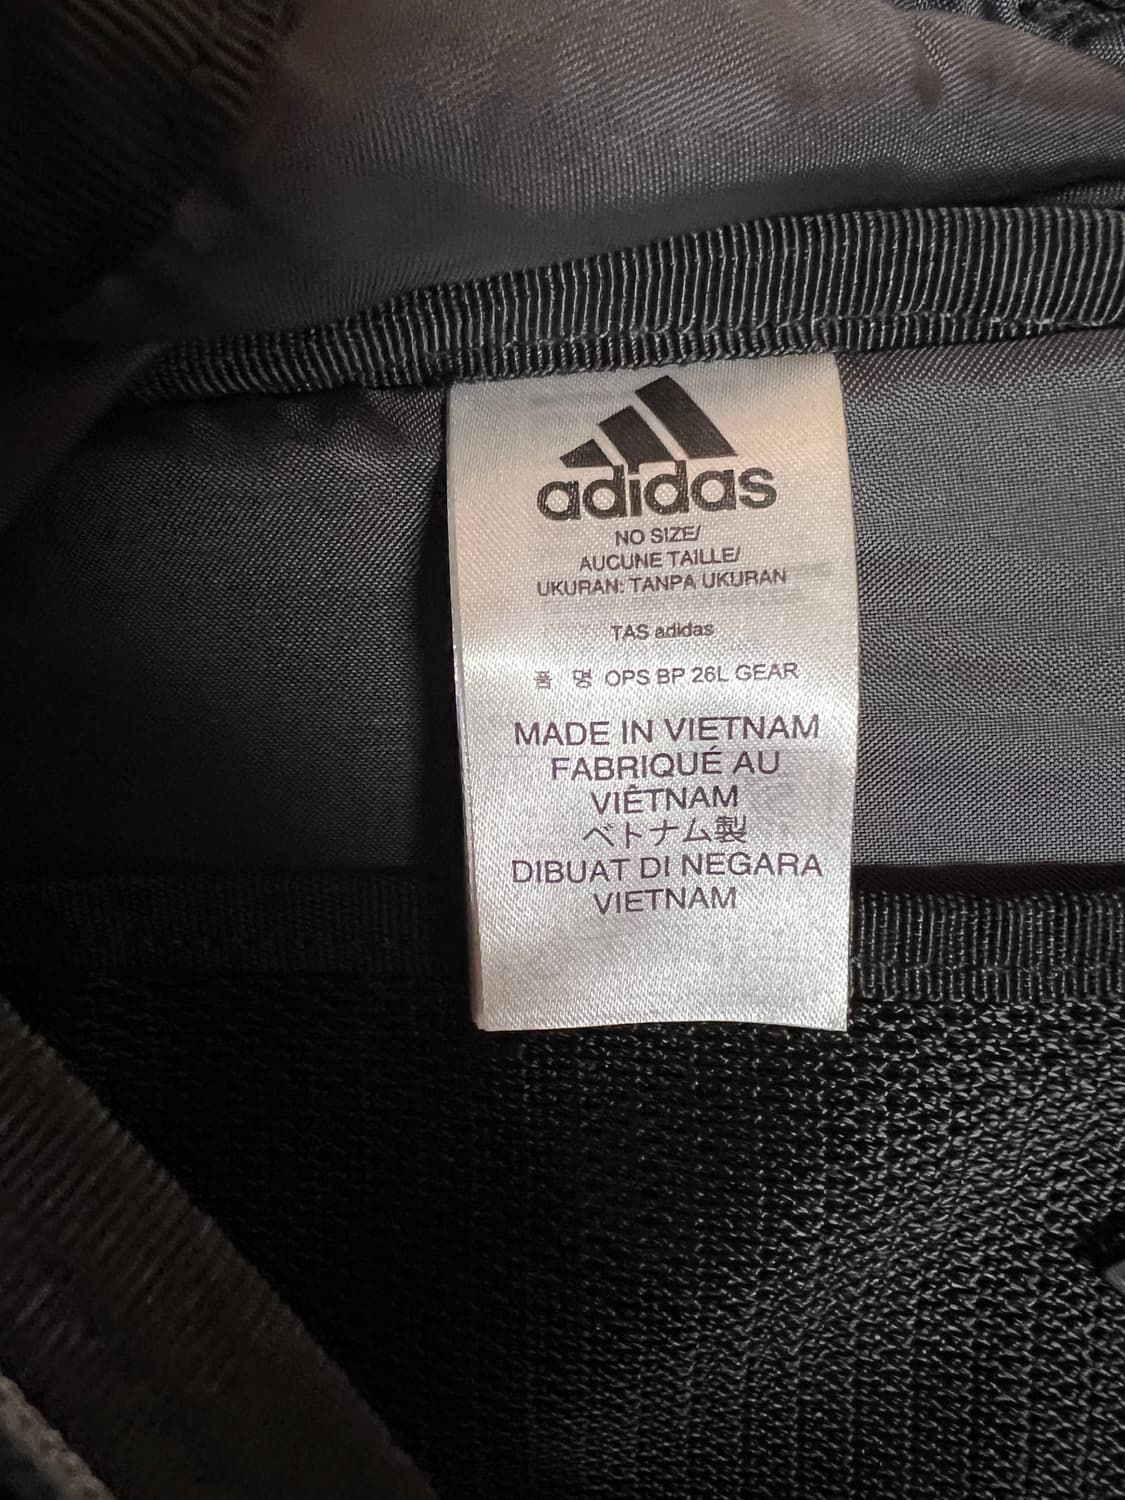 adidas
NO SIZE/
AUCUNE TAILLE/
UKURAN: TANPA UKURAN
TAS adidas
품 명 OPS BP 26L GEAR
MADE IN VIETNAM
FABRIQUÉ AU
VIÊTNAM
ベトナム製
DIBUAT DI NEGARA
VIETNAM